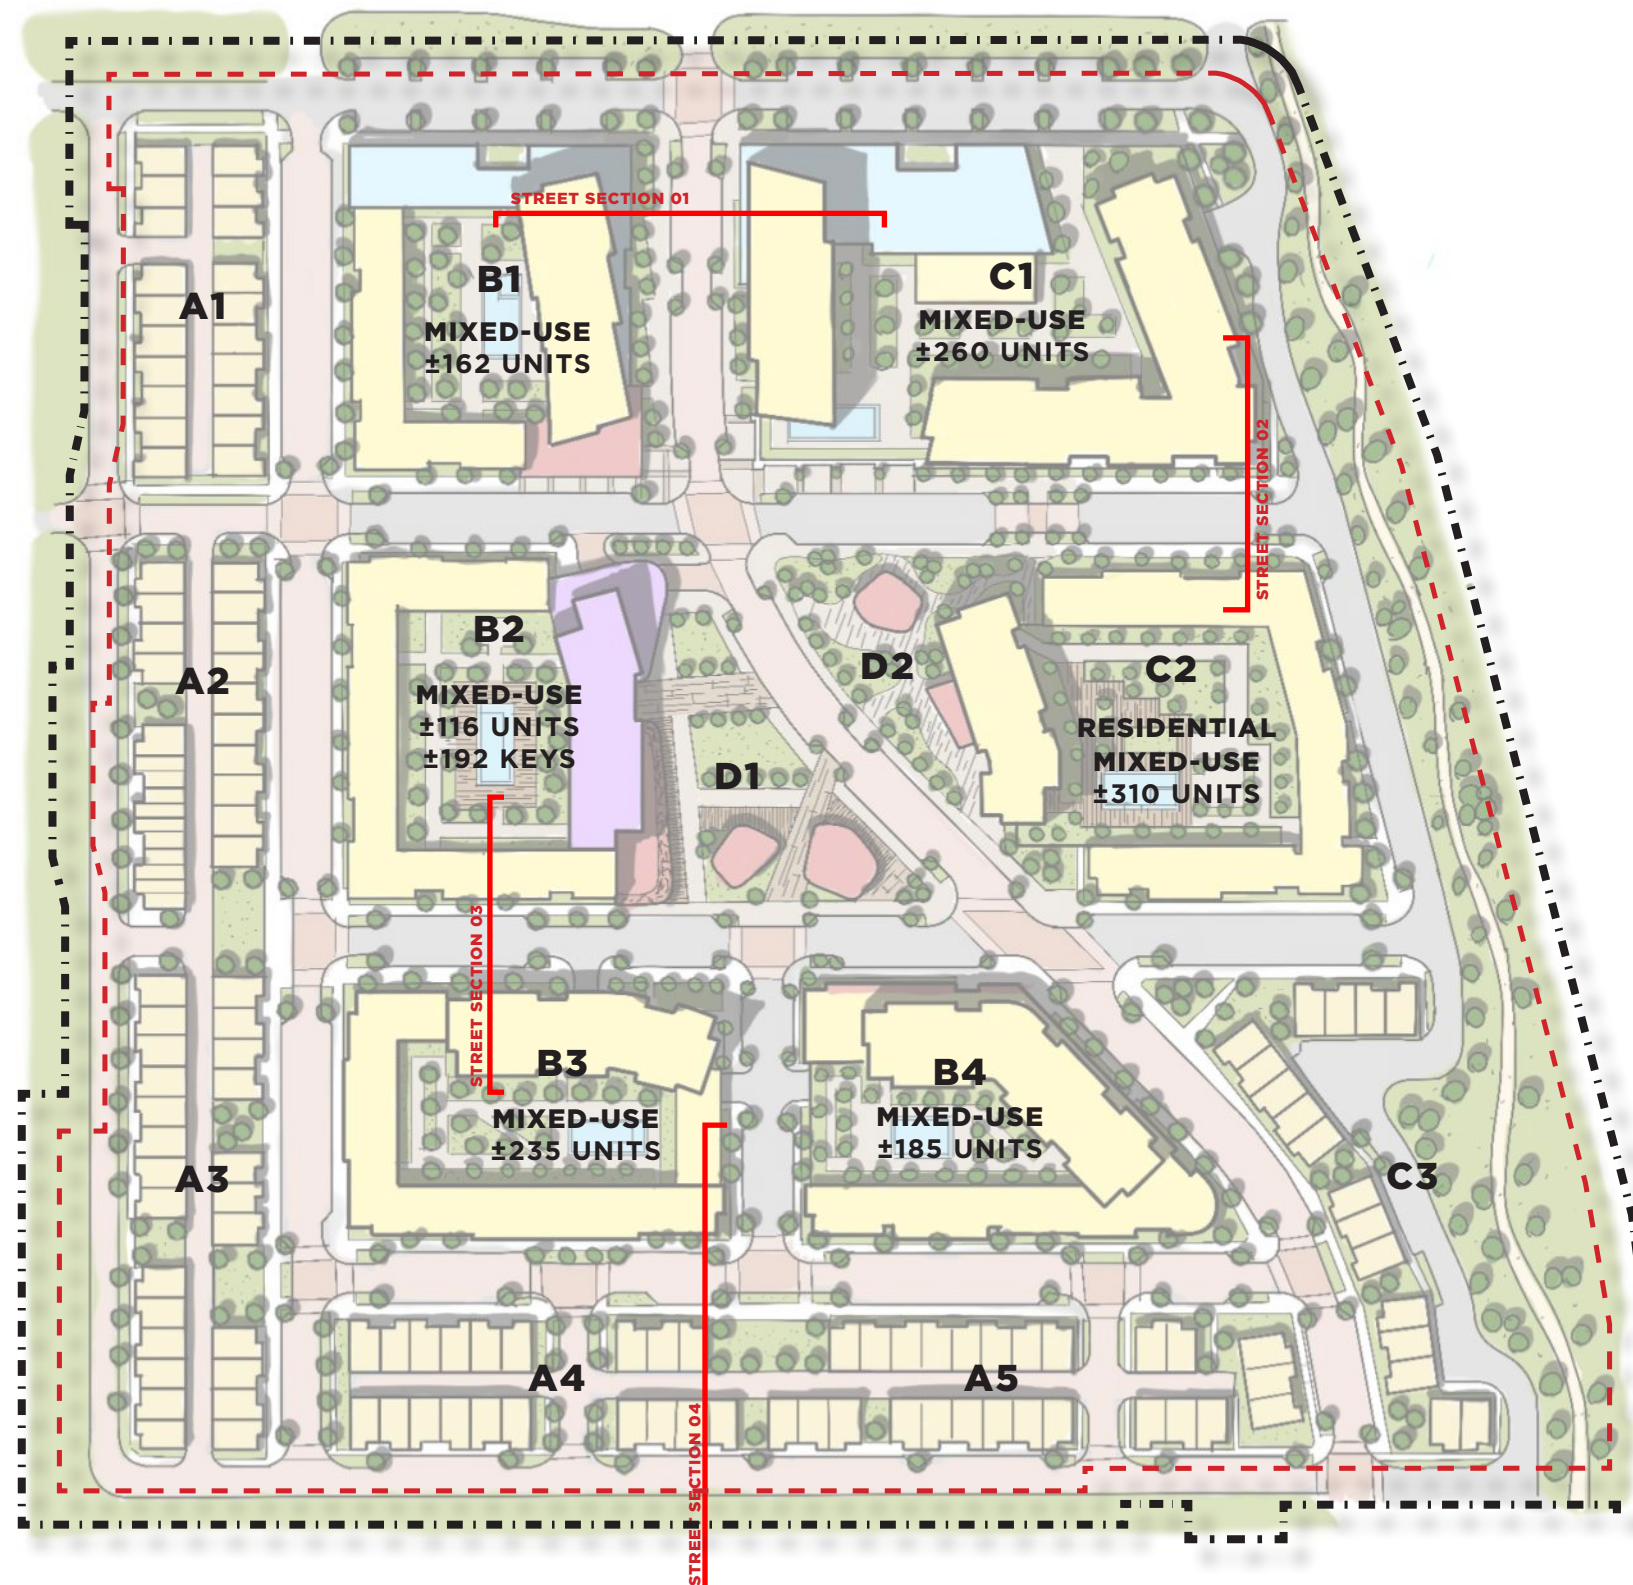 STREET SECTION 01
A1
B1
MIXED-USE
±162 UNITS
C1
MIXED-USE
±260 UNITS
STREET SECTION 02
A2
B2
MIXED-USE
±116 UNITS
±192 KEYS
D1
D2
C2
RESIDENTIAL
MIXED-USE
±310 UNITS
STREET SECTION 03
A3
B3
MIXED-USE
±235 UNITS
B4
MIXED-USE
±185 UNITS
C3
A4
A5
STREET SECTION 04